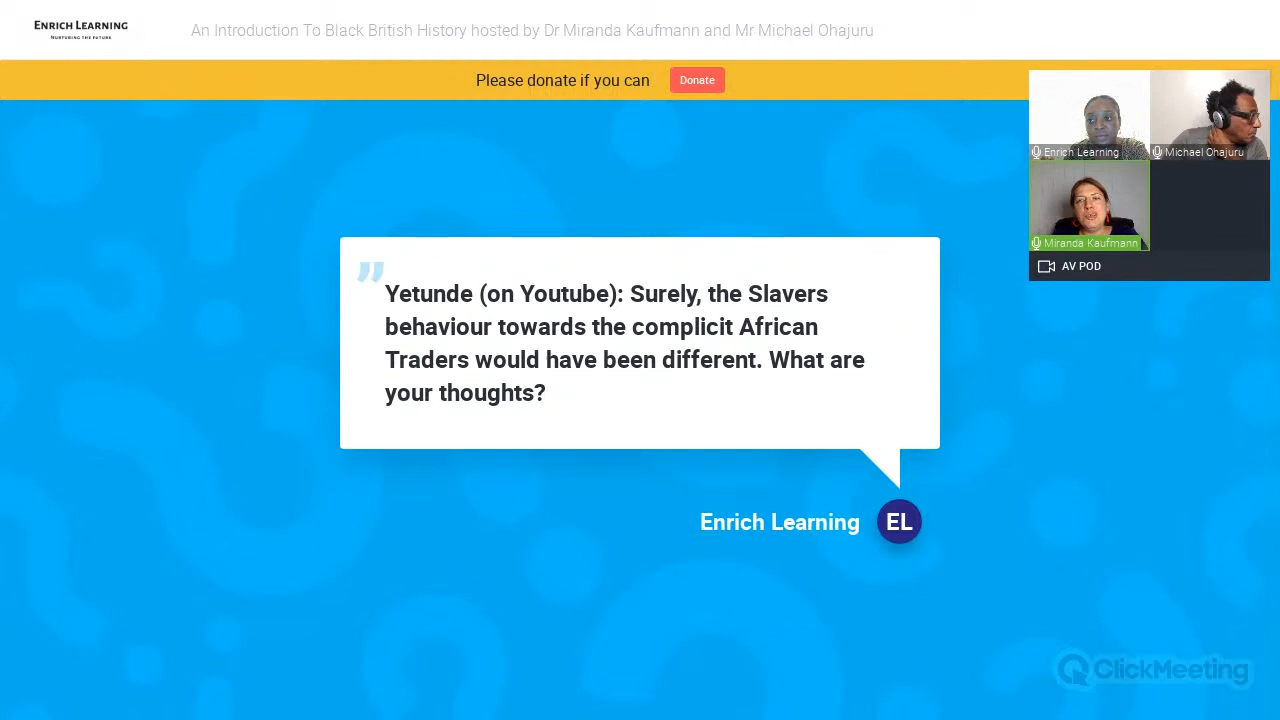 ENRICH LEARNING
NURTURING THE FUTURE
An Introduction To Black British History hosted by Dr Miranda Kaufmann and Mr Michael Ohajuru
Please donate if you can
Donate
Enrich Learning
Michael Ohajuru
Miranda Kaufmann
AV POD
Yetunde (on Youtube): Surely, the Slavers
behaviour towards the complicit African
Traders would have been different. What are
your thoughts?
Enrich Learning
EL
ClickMeeting